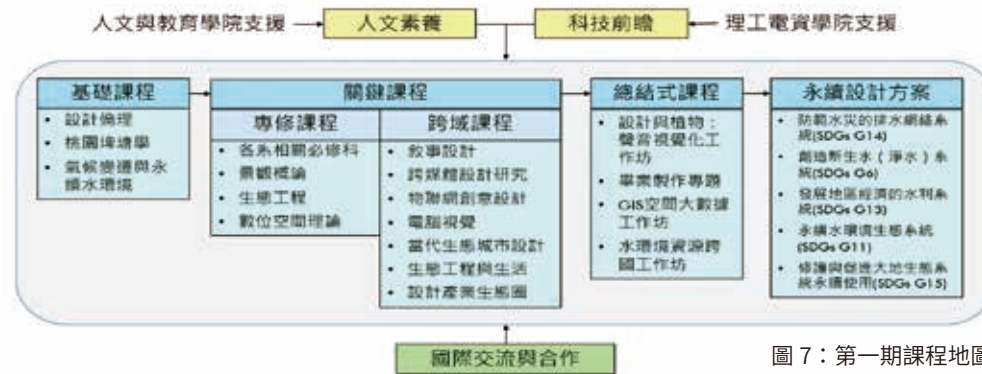 人文與教育學院支援
人文素養
科技前瞻
理工電資學院支援
基礎課程
• 設計倫理
• 桃園埤塘學
• 氣候變遷與永
續水環境
關鍵課程
專修課程
• 各系相關必修科
• 景觀概論
• 生態工程
• 數位空間理論
跨域課程
• 敘事設計
• 跨媒體設計研究
• 物聯網創意設計
• 電腦視覺
• 當代生態城市設計
• 生態工程與生活
• 設計產業生態圈
總結式課程
• 設計與植物：
聲音視覺化工
作坊
• 畢業製作專題
• GIS空間大數據
工作坊
• 水環境資源跨
國工作坊
永續設計方案
• 防範水災的排水網絡系
統(SDGs G14)
• 創造新生水（淨水）系
統(SDGs G6)
• 發展地區經濟的水利系
統(SDGs G13)
• 永續水環境生態系統
(SDGs G11)
• 修護與促進大地生態系
統永續使用(SDGs G15)
國際交流與合作
圖 7：第一期課程地圖